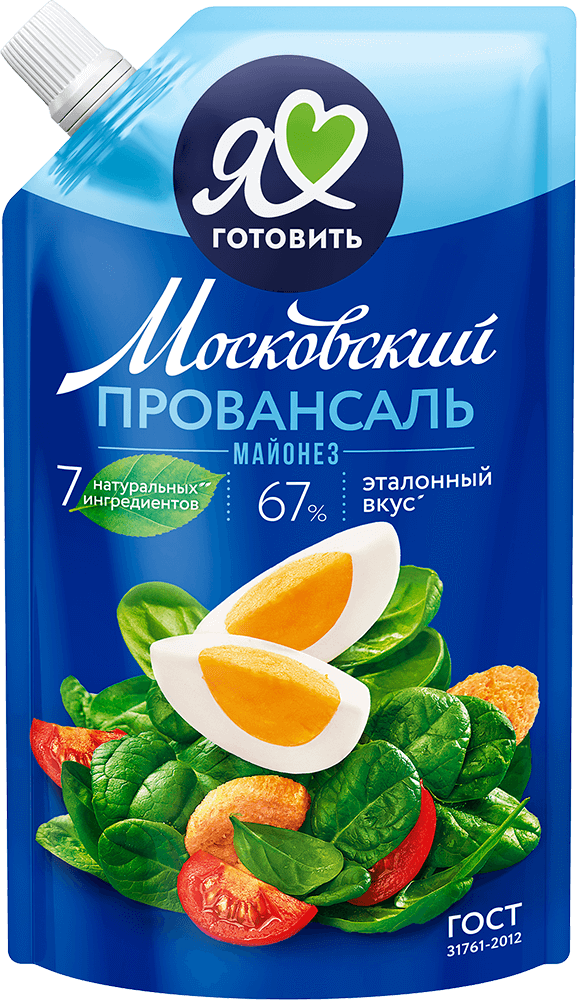 Я
ГОТОВИТЬ
Московский
ПРОВАНСАЛЬ
МАЙОНЕЗ
7 натуральных**
ингредиентов
67%
эталонный
вкус*
ГОСТ
31761-2012